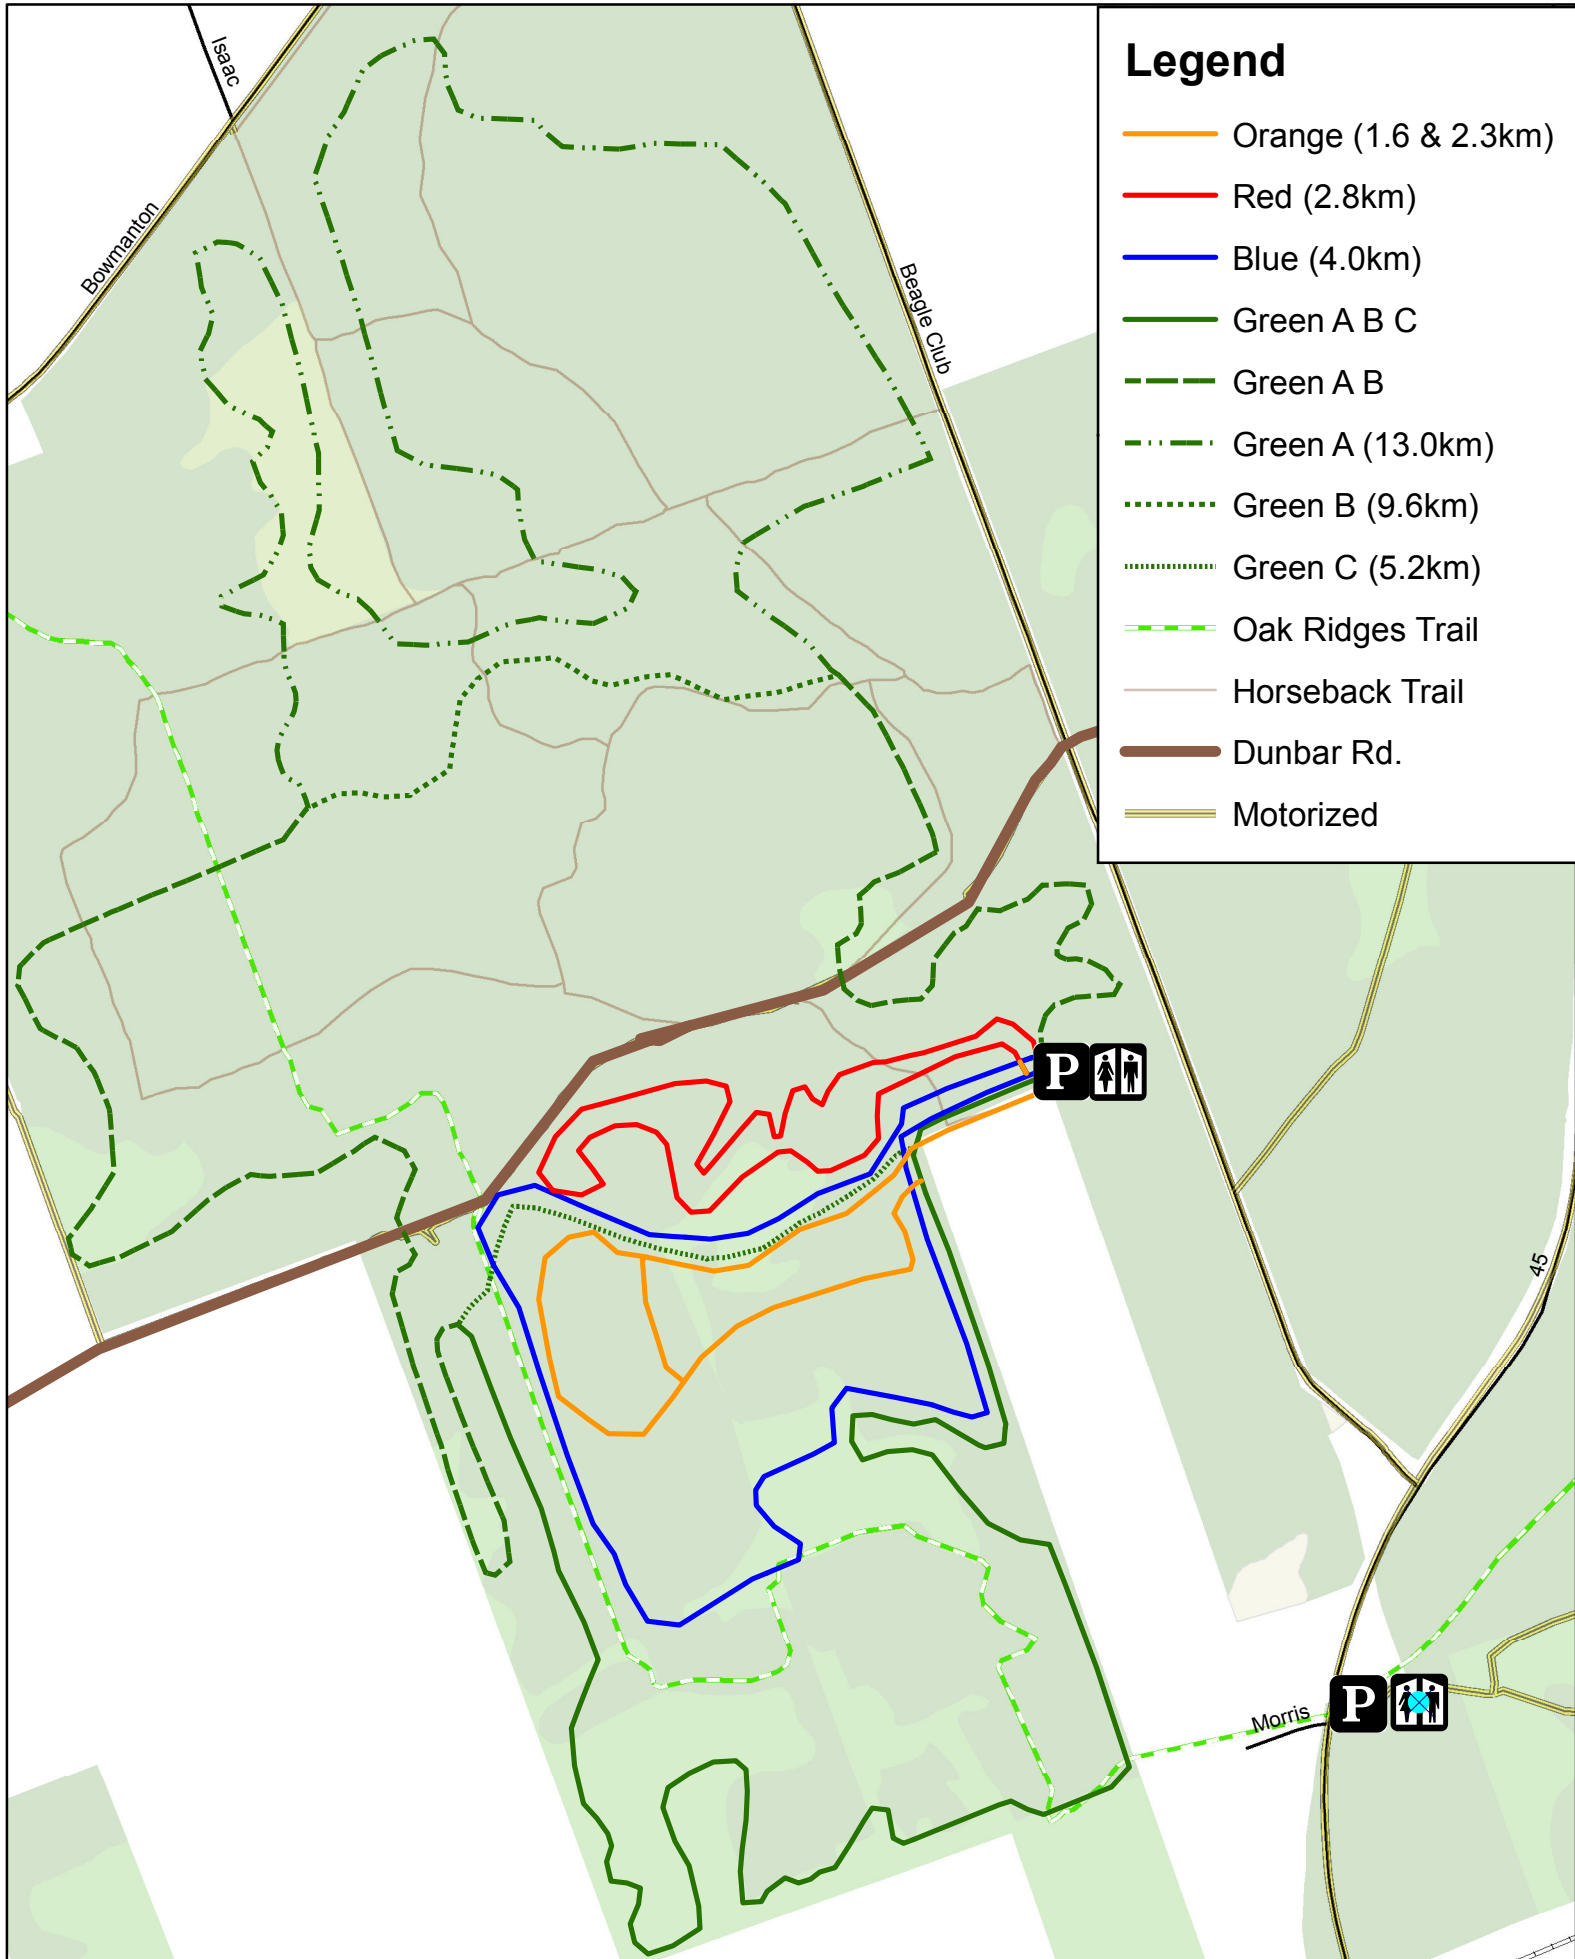 Isaac
Bowmanton
Beagle Club
Legend
Orange (1.6 & 2.3km)
Red (2.8km)
Blue (4.0km)
Green A B C
Green A B
Green A (13.0km)
Green B (9.6km)
Green C (5.2km)
Oak Ridges Trail
Horseback Trail
Dunbar Rd.
Motorized
P
45
Morris
P